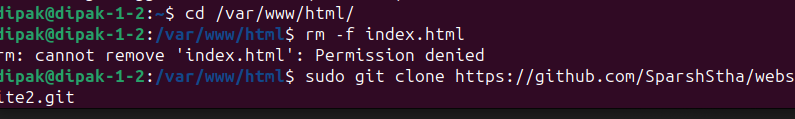 dipak@dipak-1-2:~$ cd /var/www/html/
dipak@dipak-1-2:/var/www/html$ rm -f index.html
rm: cannot remove 'index.html': Permission denied
dipak@dipak-1-2:/var/www/html$ sudo git clone https://github.com/SparshStha/webs
ite2.git